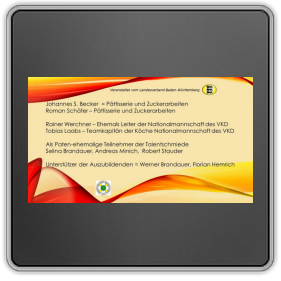 Veranstalter vom Landesverband Baden-Württemberg
Johannes S. Becker = Pâtisserie und Zuckerarbeiten
Roman Schäfer – Pâtisserie und Zuckerarbeiten
Rainer Werchner – Ehemals Leiter der Nationalmannschaft des VKD
Tobias Laabs – Teamkapitän der Köche Nationalmannschaft des VKD
Als Paten-ehemalige Teilnehmer der Talentschmiede
Selina Brandauer, Andreas Minich, Robert Stauder
Unterstützer der Auszubildenden = Werner Brandauer, Florian Hemrich